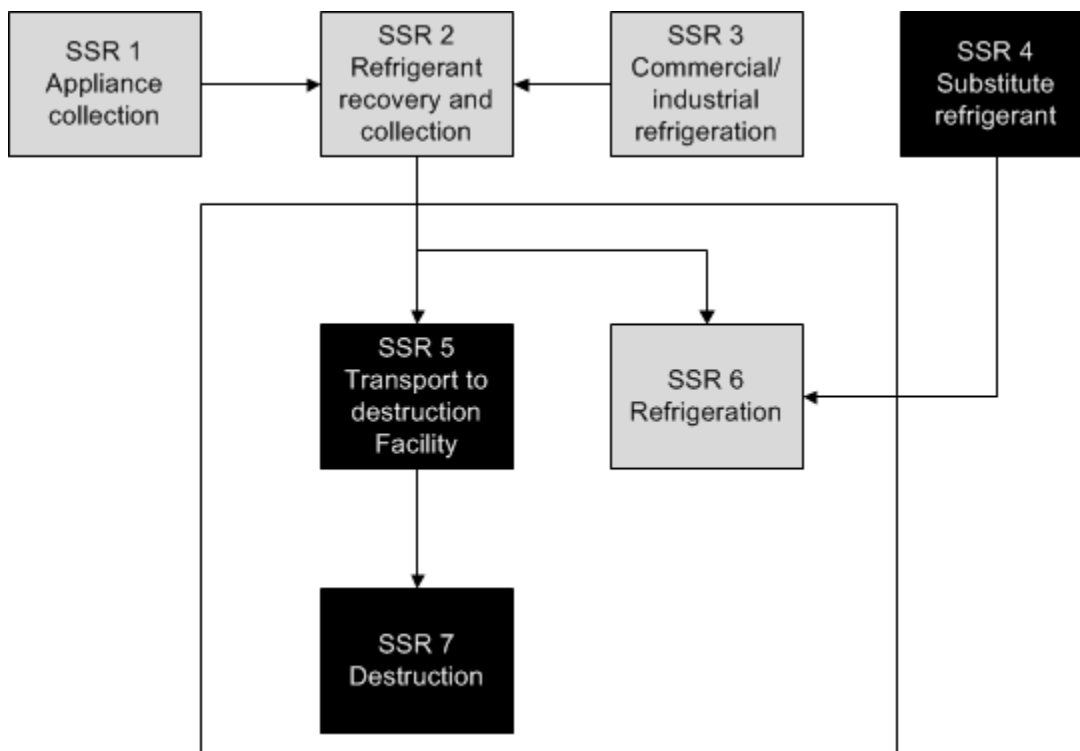 SSR 1
Appliance
collection
SSR 2
Refrigerant
recovery and
collection
SSR 3
Commercial/
industrial
refrigeration
SSR 4
Substitute
refrigerant
SSR 5
Transport to
destruction
Facility
SSR 6
Refrigeration
SSR 7
Destruction